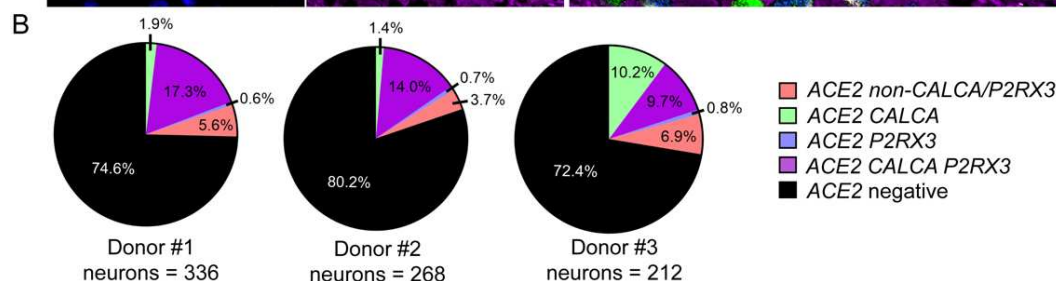 B
1.9%
17.3%
0.6%
5.6%
74.6%
Donor #1
neurons = 336
1.4%
14.0%
0.7%
3.7%
80.2%
Donor #2
neurons = 268
10.2%
9.7%
0.8%
6.9%
72.4%
Donor #3
neurons = 212
ACE2 non-CALCA/P2RX3
ACE2 CALCA
ACE2 P2RX3
ACE2 CALCA P2RX3
ACE2 negative